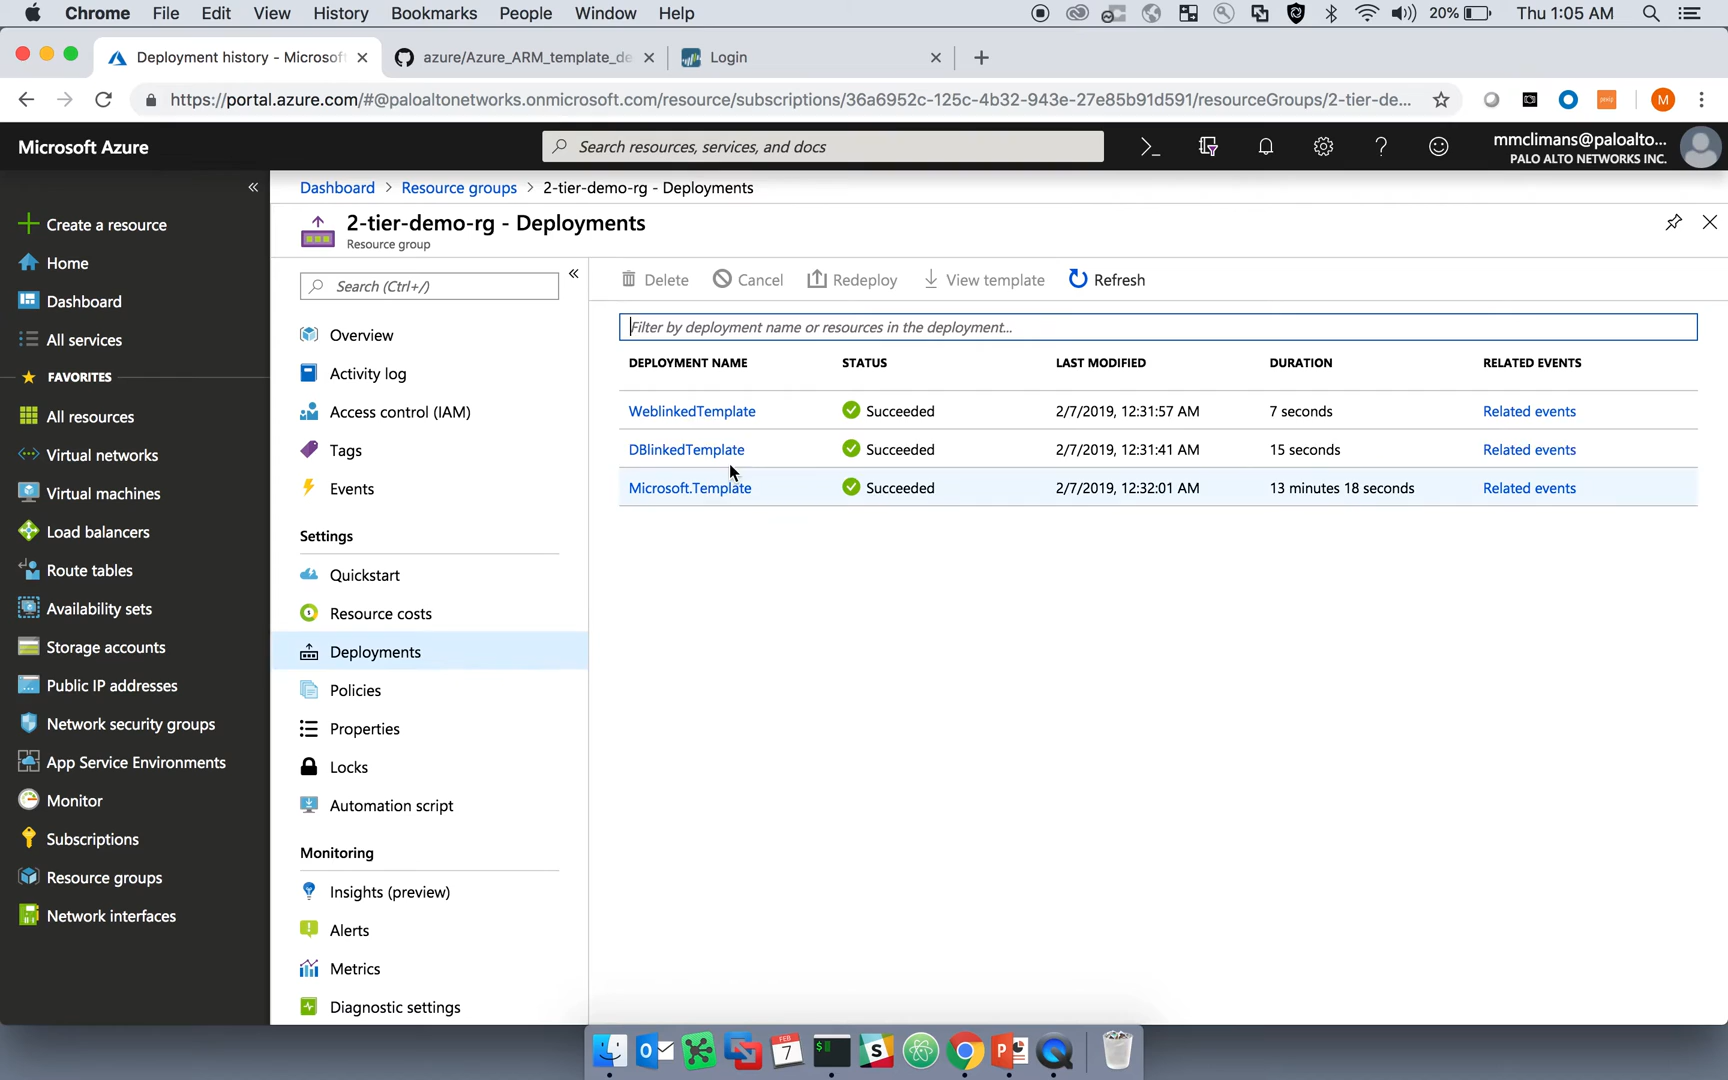 Chrome File Edit View History Bookmarks People Window Help 20% Thu 1:05 AM
Deployment history - Microsoft azure/Azure_ARM_template_de Login
https://portal.azure.com/#@paloaltonetworks.onmicrosoft.com/resource/subscriptions/36a6952c-125c-4b32-943e-27e85b91d591/resourceGroups/2-tier-de... M
Microsoft Azure
Search resources, services, and docs
mmclimans@paloalto...
PALO ALTO NETWORKS INC.
Create a resource
Home
Dashboard
All services
FAVORITES
All resources
Virtual networks
Virtual machines
Load balancers
Route tables
Availability sets
Storage accounts
Public IP addresses
Network security groups
App Service Environments
Monitor
Subscriptions
Resource groups
Network interfaces
Dashboard > Resource groups > 2-tier-demo-rg - Deployments
2-tier-demo-rg - Deployments
Resource group
Search (Ctrl+/)
Overview
Activity log
Access control (IAM)
Tags
Events
Settings
Quickstart
Resource costs
Deployments
Policies
Properties
Locks
Automation script
Monitoring
Insights (preview)
Alerts
Metrics
Diagnostic settings
Delete Cancel Redeploy View template Refresh
Filter by deployment name or resources in the deployment...
DEPLOYMENT NAME STATUS LAST MODIFIED DURATION RELATED EVENTS
WeblinkedTemplate Succeeded 2/7/2019, 12:31:57 AM 7 seconds Related events
DBlinkedTemplate Succeeded 2/7/2019, 12:31:41 AM 15 seconds Related events
Microsoft.Template Succeeded 2/7/2019, 12:32:01 AM 13 minutes 18 seconds Related events
FEB
7